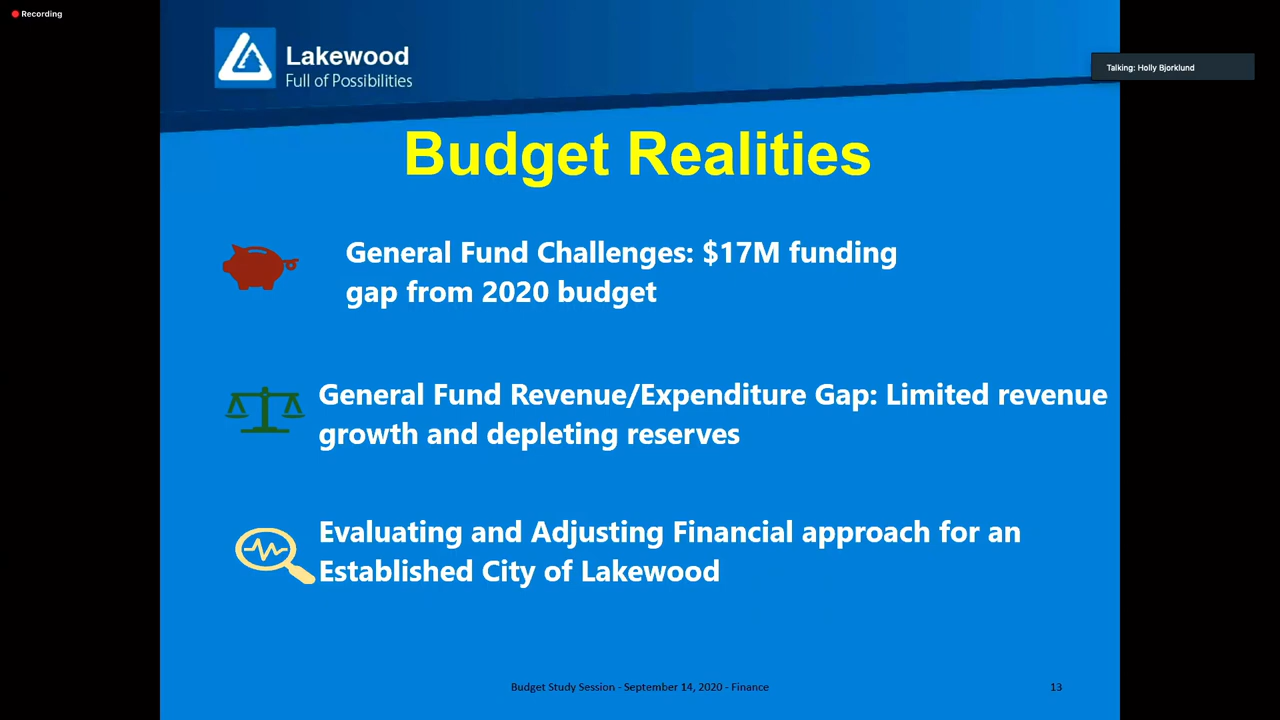 Recording
Lakewood
Full of Possibilities
Talking: Holly Bjorklund
Budget Realities
General Fund Challenges: $17M funding
gap from 2020 budget
General Fund Revenue/Expenditure Gap: Limited revenue
growth and depleting reserves
Evaluating and Adjusting Financial approach for an
Established City of Lakewood
Budget Study Session - September 14, 2020 - Finance
13